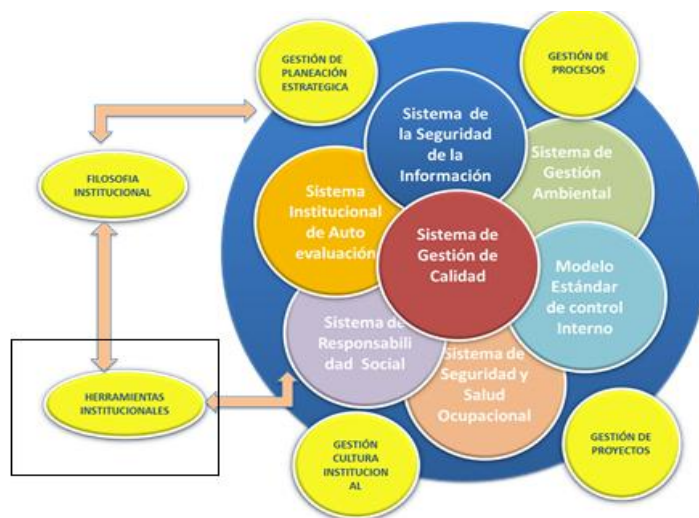 GESTIÓN DE
PLANEACIÓN
ESTRATEGICA
GESTIÓN DE
PROCESOS
Sistema de
la Seguridad
de la
Información
Sistema de
Gestión
Ambiental
FILOSOFIA
INSTITUCIONAL
Sistema
Institucional
de Auto
evaluación
Sistema de
Gestión de
Calidad
Modelo
Estándar
de control
Interno
Sistema de
Responsabili
dad Social
Sistema de
Seguridad y
Salud
Ocupacional
HERRAMIENTAS
INSTITUCIONALES
GESTIÓN
CULTURA
INSTITUCION
AL
GESTIÓN DE
PROYECTOS